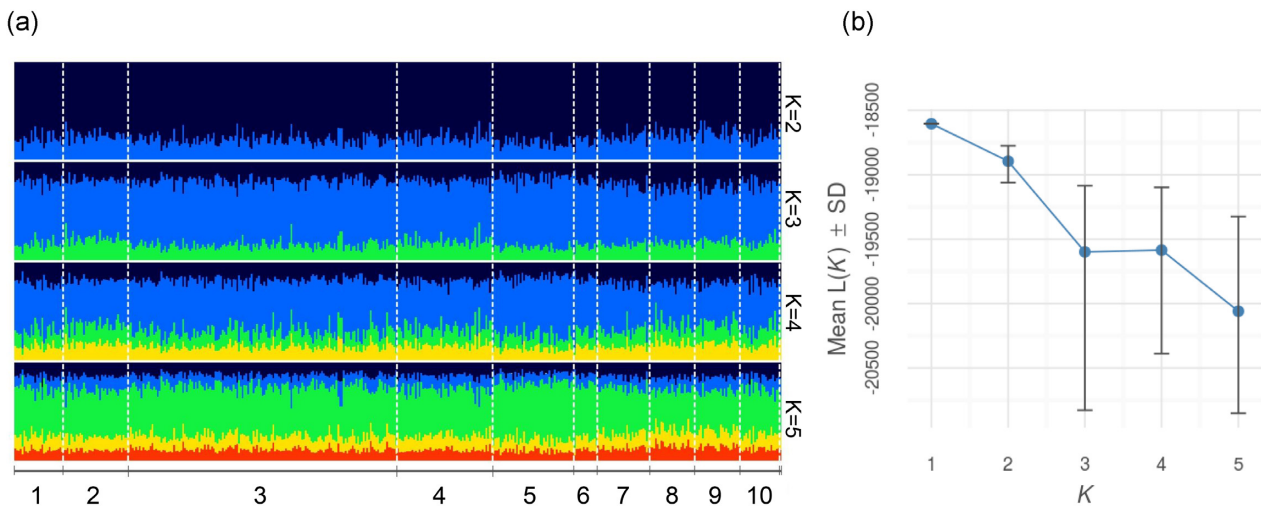 (a)
(b)
K=2
K=3
K=4
K=5
1 2 3 4 5 6 7 8 9 10
Mean L(K) ± SD
-18500
-19000
-19500
-20000
-20500
1 2 3 4 5
K